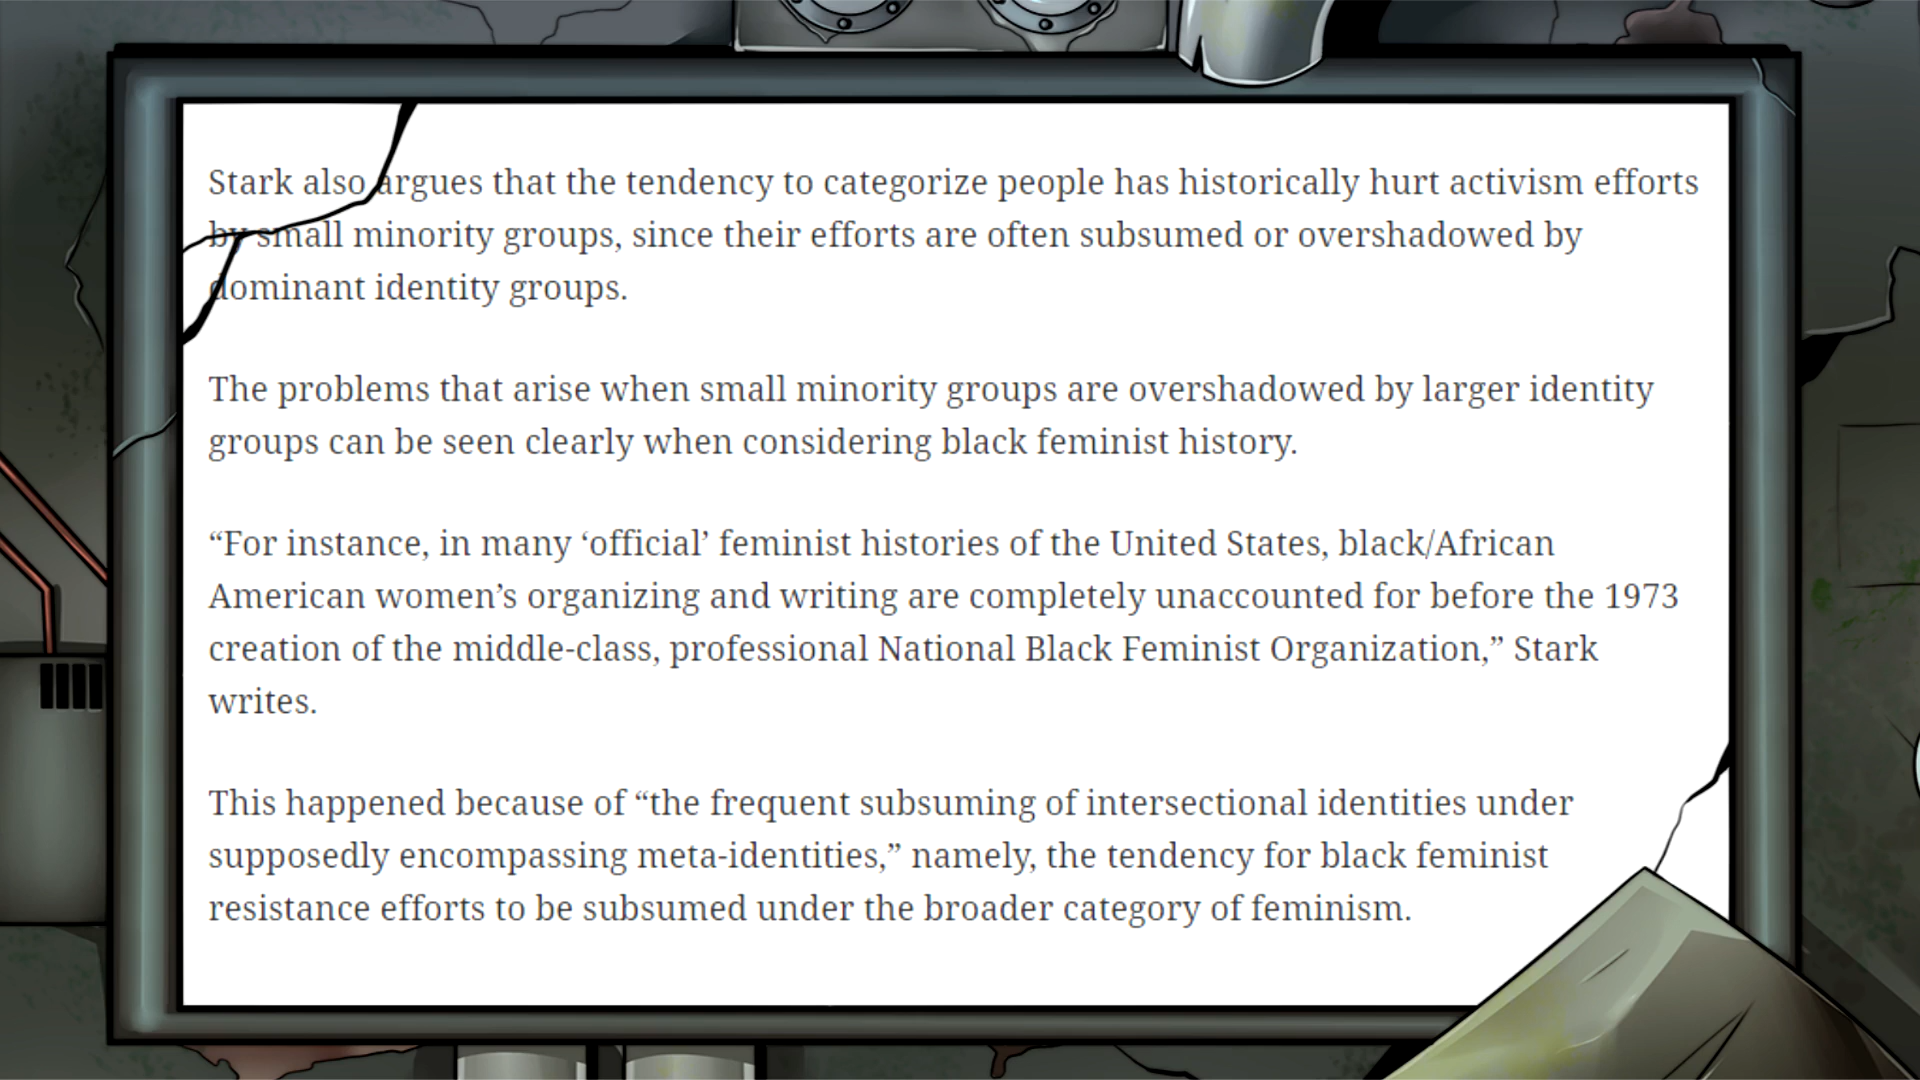 Stark also argues that the tendency to categorize people has historically hurt activism efforts
by small minority groups, since their efforts are often subsumed or overshadowed by
dominant identity groups.
The problems that arise when small minority groups are overshadowed by larger identity
groups can be seen clearly when considering black feminist history.
“For instance, in many ‘official’ feminist histories of the United States, black/African
American women’s organizing and writing are completely unaccounted for before the 1973
creation of the middle-class, professional National Black Feminist Organization,” Stark
writes.
This happened because of “the frequent subsuming of intersectional identities under
supposedly encompassing meta-identities,” namely, the tendency for black feminist
resistance efforts to be subsumed under the broader category of feminism.